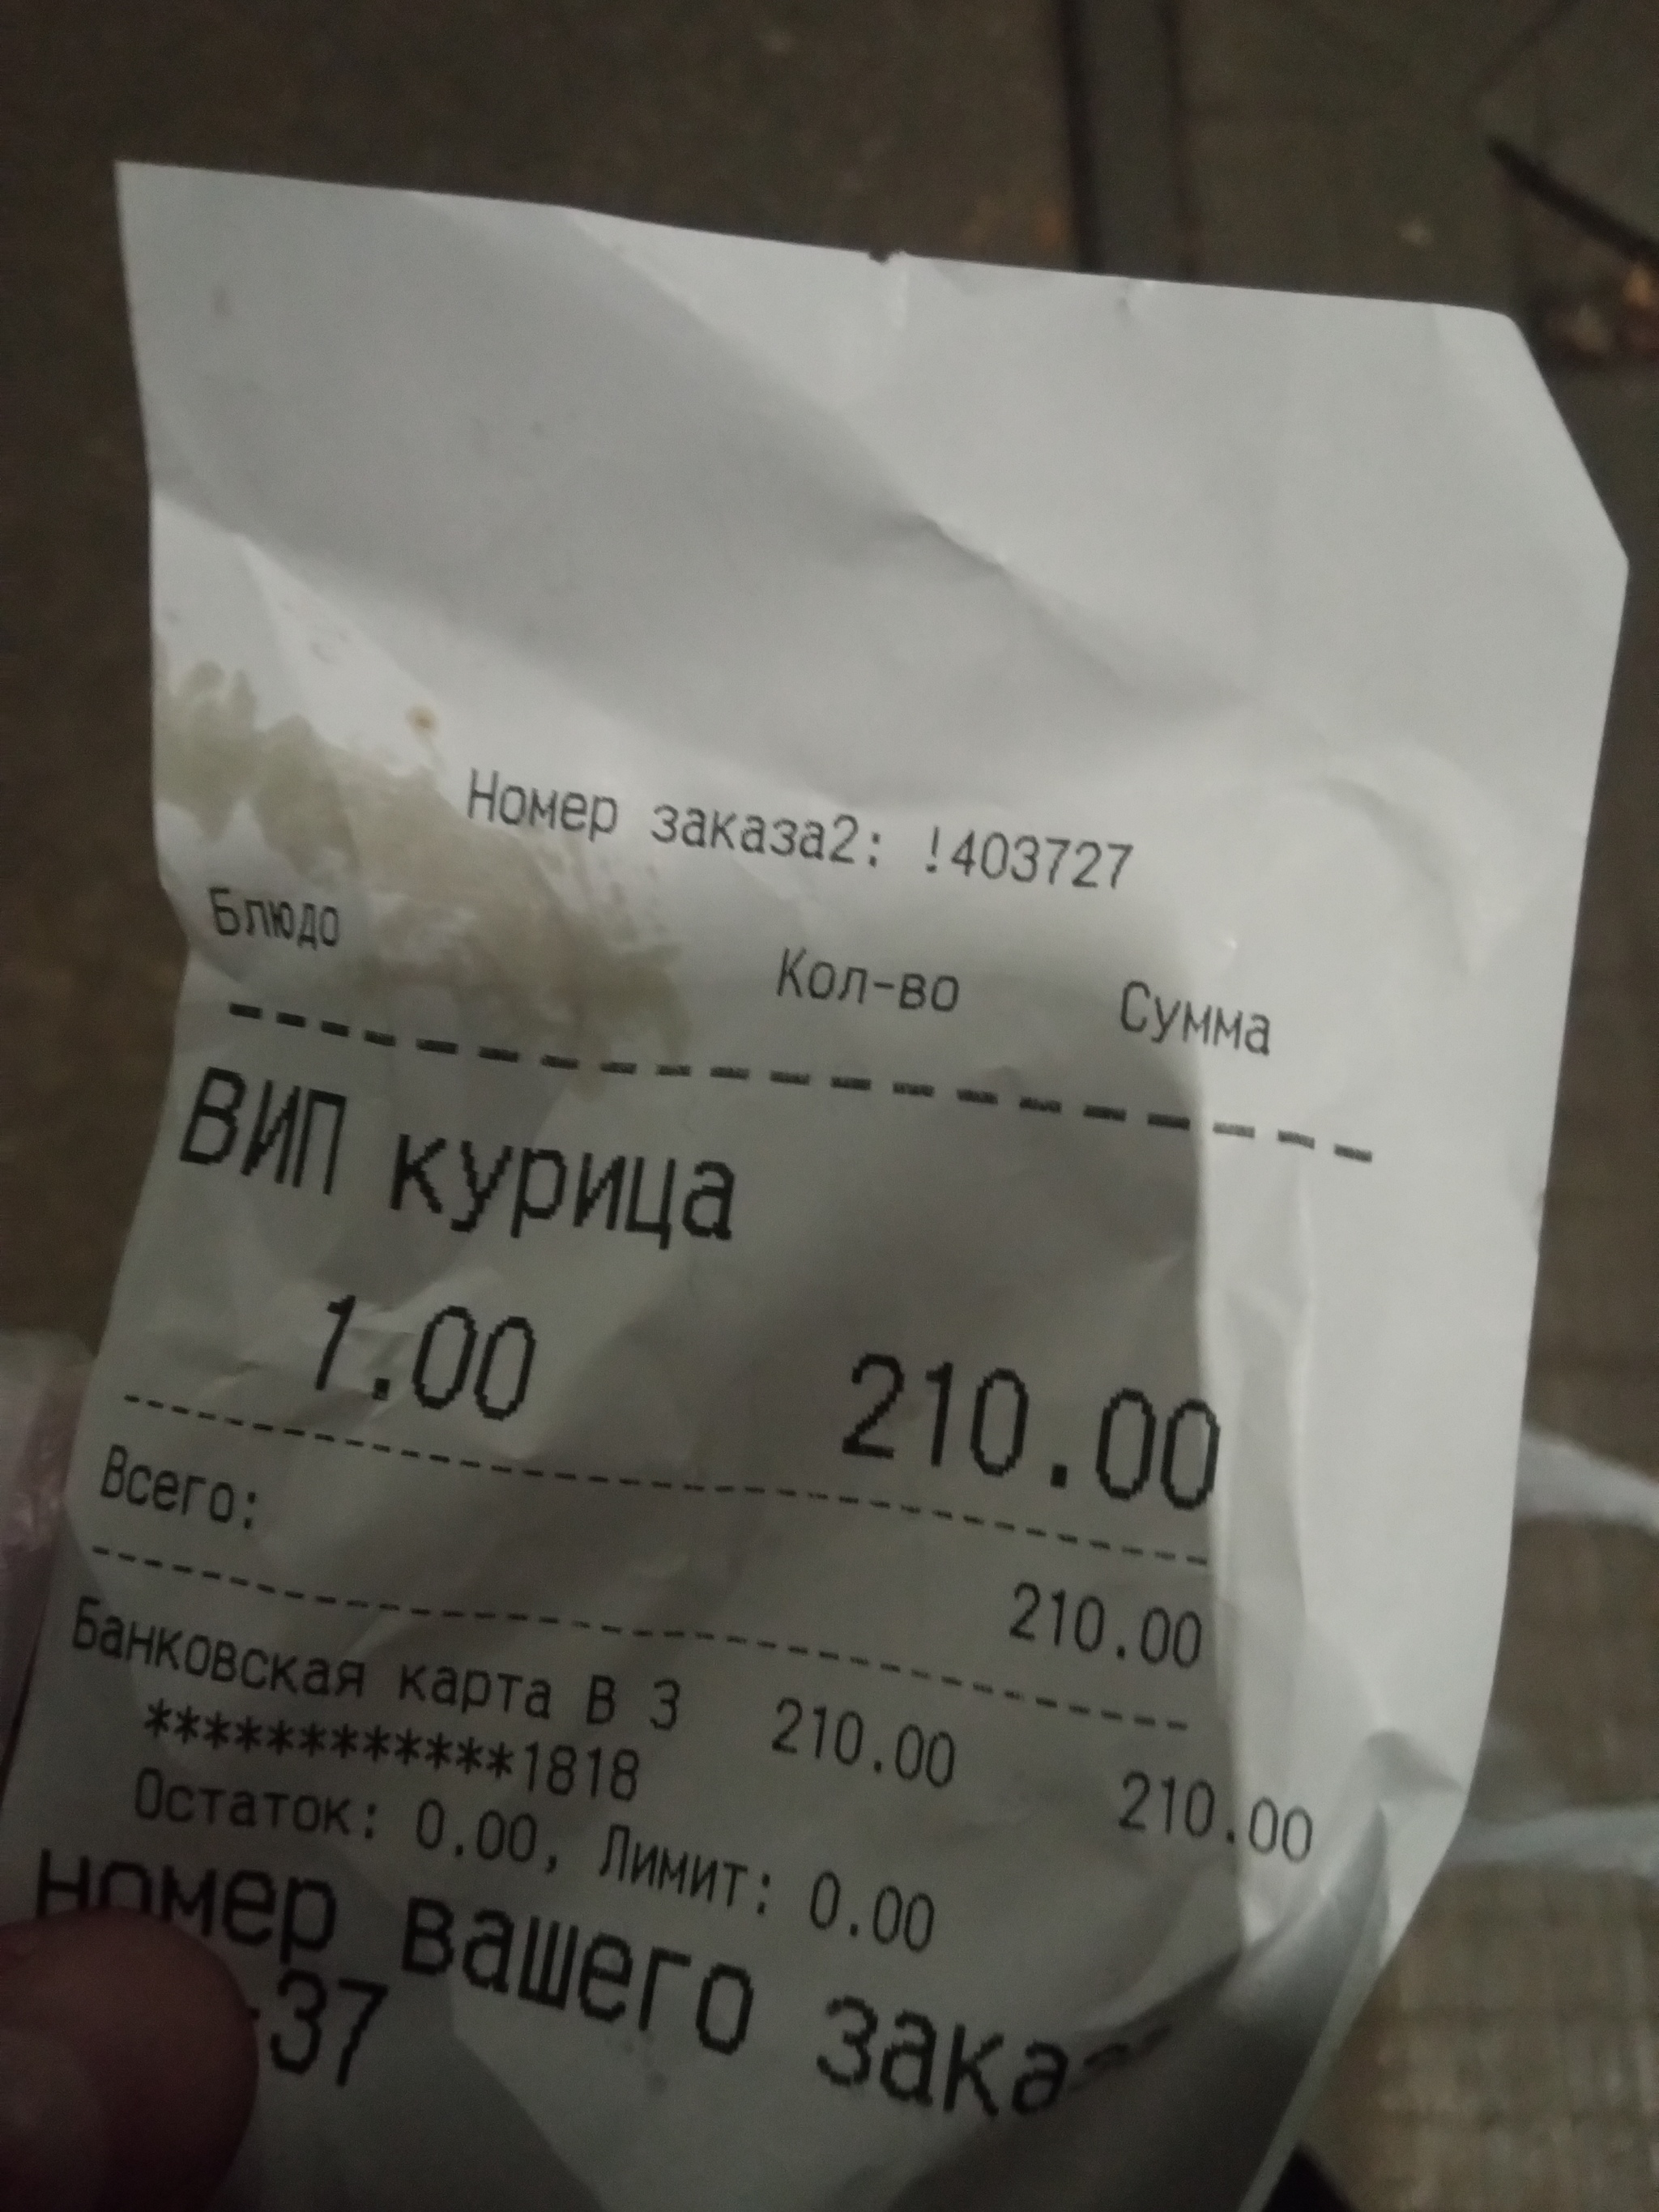 Номер заказа2: !403727
Блюдо Кол-во Сумма
ВИП курица
1.00 210.00
Всего: 210.00
Банковская карта В 3 210.00 210.00
************1818
Остаток: 0.00, Лимит: 0.00
номер вашего
-37